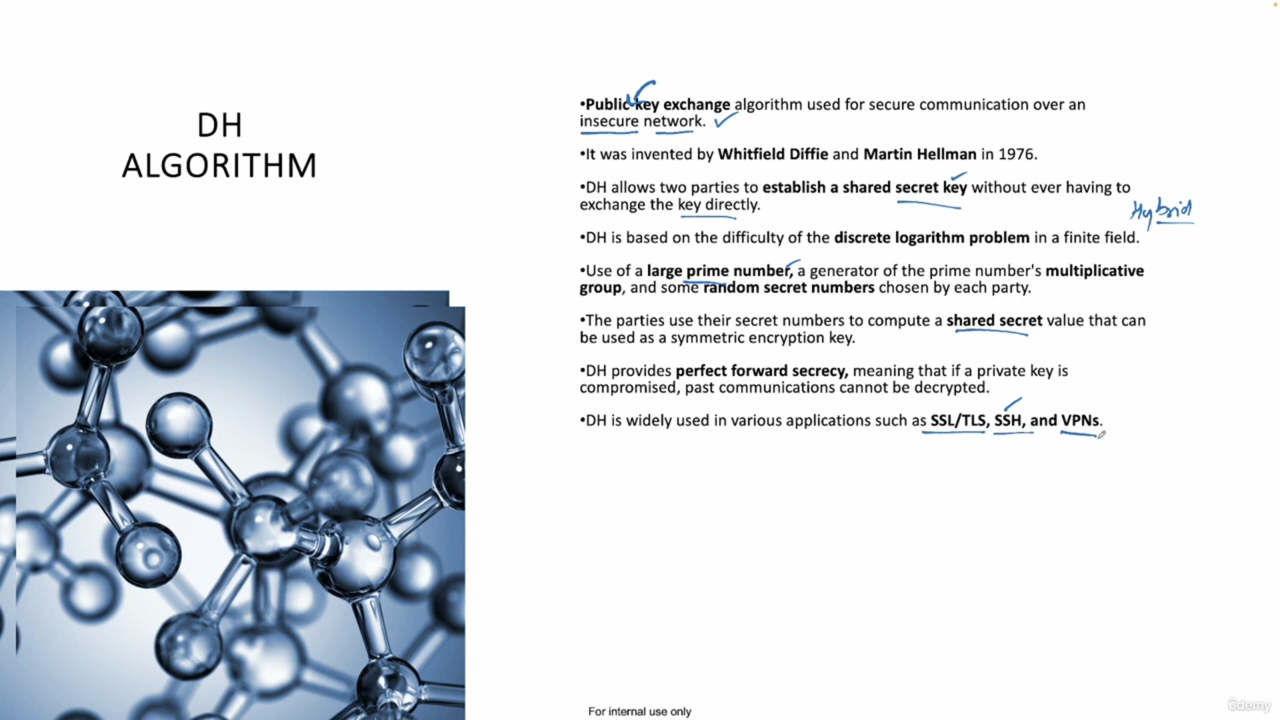 DH
ALGORITHM
•Public key exchange algorithm used for secure communication over an
insecure network.
•It was invented by Whitfield Diffie and Martin Hellman in 1976.
•DH allows two parties to establish a shared secret key without ever having to
exchange the key directly.
Hybrid
•DH is based on the difficulty of the discrete logarithm problem in a finite field.
•Use of a large prime number, a generator of the prime number's multiplicative
group, and some random secret numbers chosen by each party.
•The parties use their secret numbers to compute a shared secret value that can
be used as a symmetric encryption key.
•DH provides perfect forward secrecy, meaning that if a private key is
compromised, past communications cannot be decrypted.
•DH is widely used in various applications such as SSL/TLS, SSH, and VPNs.
For internal use only
ûdemy